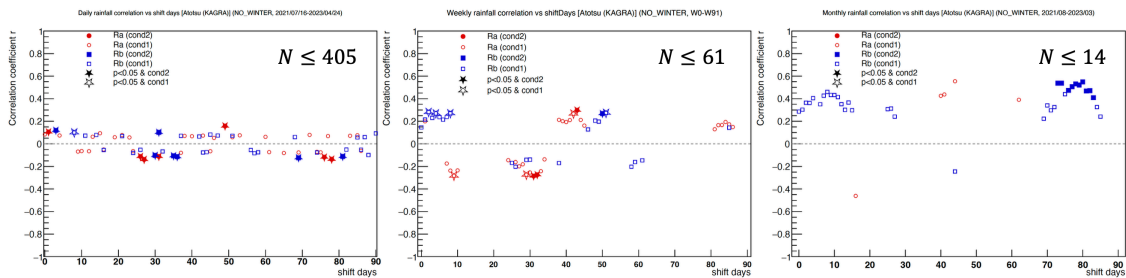 Daily rainfall correlation vs shift days [Atotsu (KAGRA)] (NO_WINTER, 2021/07/16-2023/04/24)
Correlation coefficient r
1
0.8
0.6
0.4
0.2
0
−0.2
−0.4
−0.6
−0.8
−1
Ra (cond2)
Ra (cond1)
Rb (cond2)
Rb (cond1)
p<0.05 & cond2
p<0.05 & cond1
N ≤ 405
0 10 20 30 40 50 60 70 80 90
shift days
Weekly rainfall correlation vs shiftDays [Atotsu (KAGRA)] (NO_WINTER, W0-W91)
Correlation coefficient r
1
0.8
0.6
0.4
0.2
0
−0.2
−0.4
−0.6
−0.8
−1
Ra (cond2)
Ra (cond1)
Rb (cond2)
Rb (cond1)
p<0.05 & cond2
p<0.05 & cond1
N ≤ 61
0 10 20 30 40 50 60 70 80 90
shift days
Monthly rainfall correlation vs shift days [Atotsu (KAGRA)] (NO_WINTER, 2021/08-2023/03)
Correlation coefficient r
1
0.8
0.6
0.4
0.2
0
−0.2
−0.4
−0.6
−0.8
−1
Ra (cond2)
Ra (cond1)
Rb (cond2)
Rb (cond1)
p<0.05 & cond2
p<0.05 & cond1
N ≤ 14
0 10 20 30 40 50 60 70 80 90
shift days